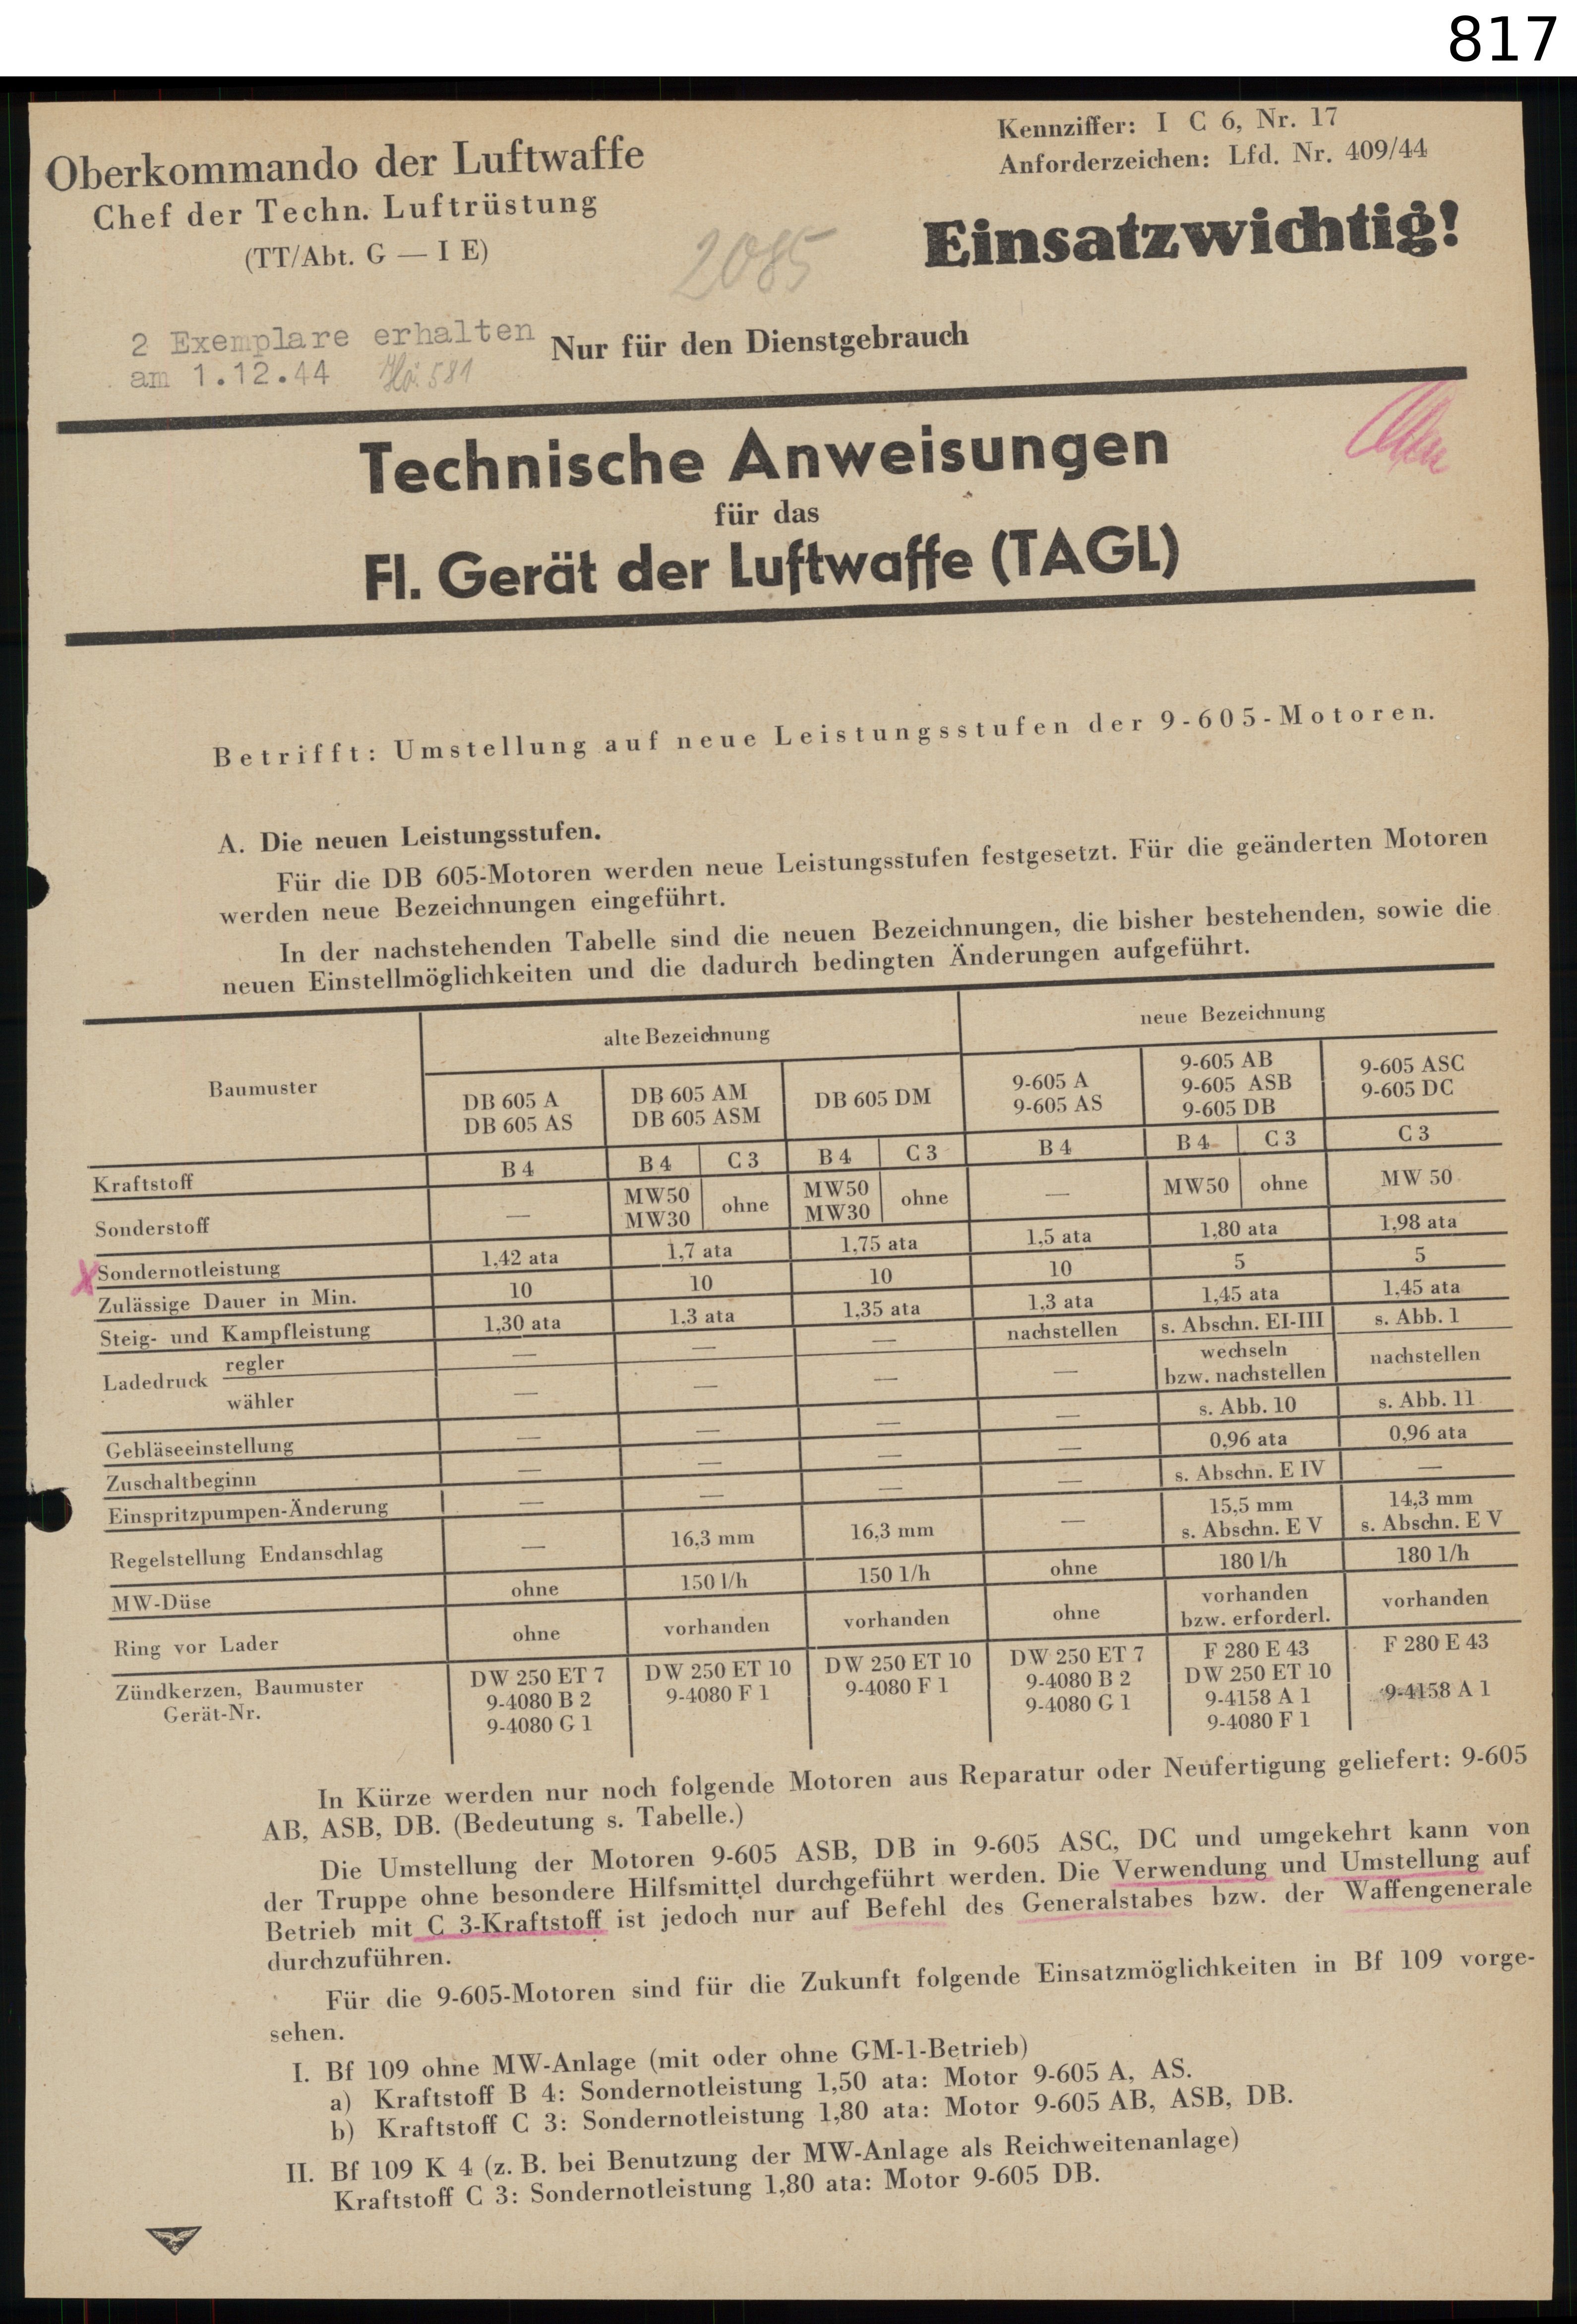 817
Kennziffer: I C 6, Nr. 17
Anforderzeichen: Lfd. Nr. 409/44
Oberkommando der Luftwaffe
Chef der Techn. Luftrüstung
(TT/Abt. G — I E)
Einsatzwichtig!
2085
2 Exemplare erhalten
am 1.12.44
581
Nur für den Dienstgebrauch
Technische Anweisungen
für das
Fl. Gerät der Luftwaffe (TAGL)
Betrifft: Umstellung auf neue Leistungsstufen der 9-605-Motoren.
A. Die neuen Leistungsstufen.
Für die DB 605-Motoren werden neue Leistungsstufen festgesetzt. Für die geänderten Motoren
werden neue Bezeichnungen eingeführt.
In der nachstehenden Tabelle sind die neuen Bezeichnungen, die bisher bestehenden, sowie die
neuen Einstellmöglichkeiten und die dadurch bedingten Änderungen aufgeführt.
alte Bezeichnung neue Bezeichnung
Baumuster
DB 605 A
DB 605 AS
DB 605 AM
DB 605 ASM
DB 605 DM
9-605 A
9-605 AS
9-605 AB
9-605 ASB
9-605 DB
9-605 ASC
9-605 DC
Kraftstoff B 4 B 4 C 3 B 4 C 3 B 4 B 4 C 3 C 3
Sonderstoff — MW50 MW30 ohne MW50 MW30 ohne — MW50 ohne MW 50
Sondernotleistung 1,42 ata 1,7 ata 1,75 ata 1,5 ata 1,80 ata 1,98 ata
Zulässige Dauer in Min. 10 10 10 10 5 5
Steig- und Kampfleistung 1,30 ata 1.3 ata 1,35 ata 1,3 ata 1,45 ata 1,45 ata
Ladedruck regler — — — nachstellen s. Abschn. EI-III s. Abb. 1
wähler — — — — wechseln bzw. nachstellen nachstellen
Gebläseeinstellung — — — — s. Abb. 10 s. Abb. 11
Zuschaltbeginn — — — — 0,96 ata 0,96 ata
Einspritzpumpen-Änderung — — — — s. Abschn. E IV —
Regelstellung Endanschlag — 16,3 mm 16,3 mm — 15,5 mm s. Abschn. E V 14,3 mm s. Abschn. E V
MW-Düse ohne 150 l/h 150 l/h ohne 180 l/h 180 l/h
Ring vor Lader ohne vorhanden vorhanden ohne vorhanden bzw. erforderl. vorhanden
Zündkerzen, Baumuster
Gerät-Nr.
DW 250 ET 7
9-4080 B 2
9-4080 G 1
DW 250 ET 10
9-4080 F 1
DW 250 ET 10
9-4080 F 1
DW 250 ET 7
9-4080 B 2
9-4080 G 1
F 280 E 43
DW 250 ET 10
9-4158 A 1
9-4080 F 1
F 280 E 43
9-4158 A 1
In Kürze werden nur noch folgende Motoren aus Reparatur oder Neufertigung geliefert: 9-605
AB, ASB, DB. (Bedeutung s. Tabelle.)
Die Umstellung der Motoren 9-605 ASB, DB in 9-605 ASC, DC und umgekehrt kann von
der Truppe ohne besondere Hilfsmittel durchgeführt werden. Die Verwendung und Umstellung auf
Betrieb mit C 3-Kraftstoff ist jedoch nur auf Befehl des Generalstabes bzw. der Waffengenerale
durchzuführen.
Für die 9-605-Motoren sind für die Zukunft folgende Einsatzmöglichkeiten in Bf 109 vorge-
sehen.
I. Bf 109 ohne MW-Anlage (mit oder ohne GM-1-Betrieb)
a) Kraftstoff B 4: Sondernotleistung 1,50 ata: Motor 9-605 A, AS.
b) Kraftstoff C 3: Sondernotleistung 1,80 ata: Motor 9-605 AB, ASB, DB.
II. Bf 109 K 4 (z. B. bei Benutzung der MW-Anlage als Reichweitenanlage)
Kraftstoff C 3: Sondernotleistung 1,80 ata: Motor 9-605 DB.